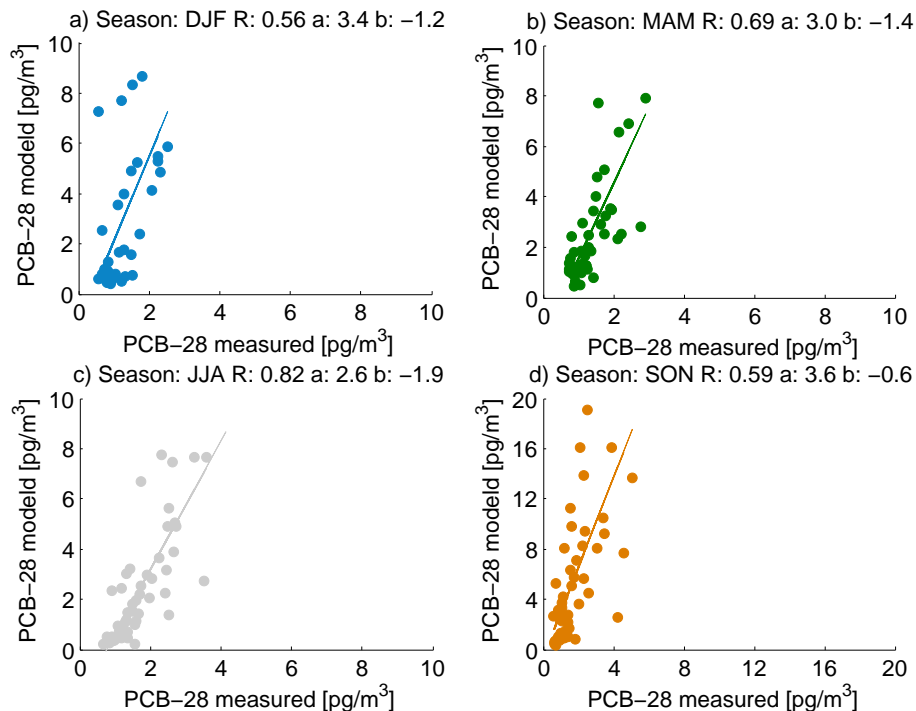 a) Season: DJF R: 0.56 a: 3.4 b: −1.2
10
8
6
4
2
0
PCB−28 modeld [pg/m³]
0 2 4 6 8 10
PCB−28 measured [pg/m³]
b) Season: MAM R: 0.69 a: 3.0 b: −1.4
10
8
6
4
2
0
PCB−28 modeld [pg/m³]
0 2 4 6 8 10
PCB−28 measured [pg/m³]
c) Season: JJA R: 0.82 a: 2.6 b: −1.9
10
8
6
4
2
0
PCB−28 modeld [pg/m³]
0 2 4 6 8 10
PCB−28 measured [pg/m³]
d) Season: SON R: 0.59 a: 3.6 b: −0.6
20
16
12
8
4
0
PCB−28 modeld [pg/m³]
0 4 8 12 16 20
PCB−28 measured [pg/m³]